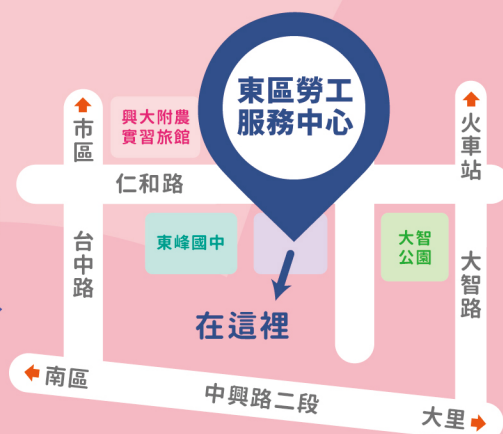 東區勞工
服務中心
市區
興大附農
實習旅館
火車站
仁和路
台中路
東峰國中
大智
公園
大智路
在這裡
南區
中興路二段
大里